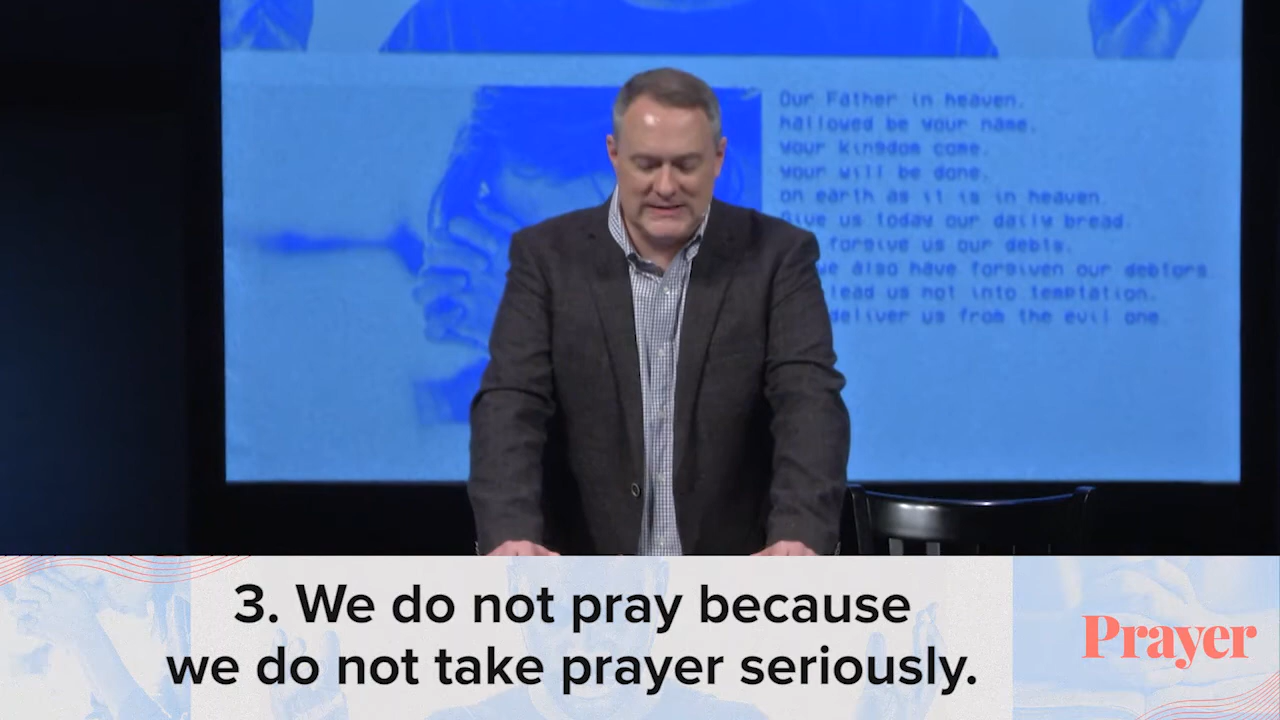 Our Father in heaven,
hallowed be your name,
your kingdom come,
your will be done,
on earth as it is in heaven.
Give us today our daily bread.
forgive us our debts,
we also have forgiven our debtors.
lead us not into temptation,
deliver us from the evil one.
3. We do not pray because
we do not take prayer seriously.
Prayer